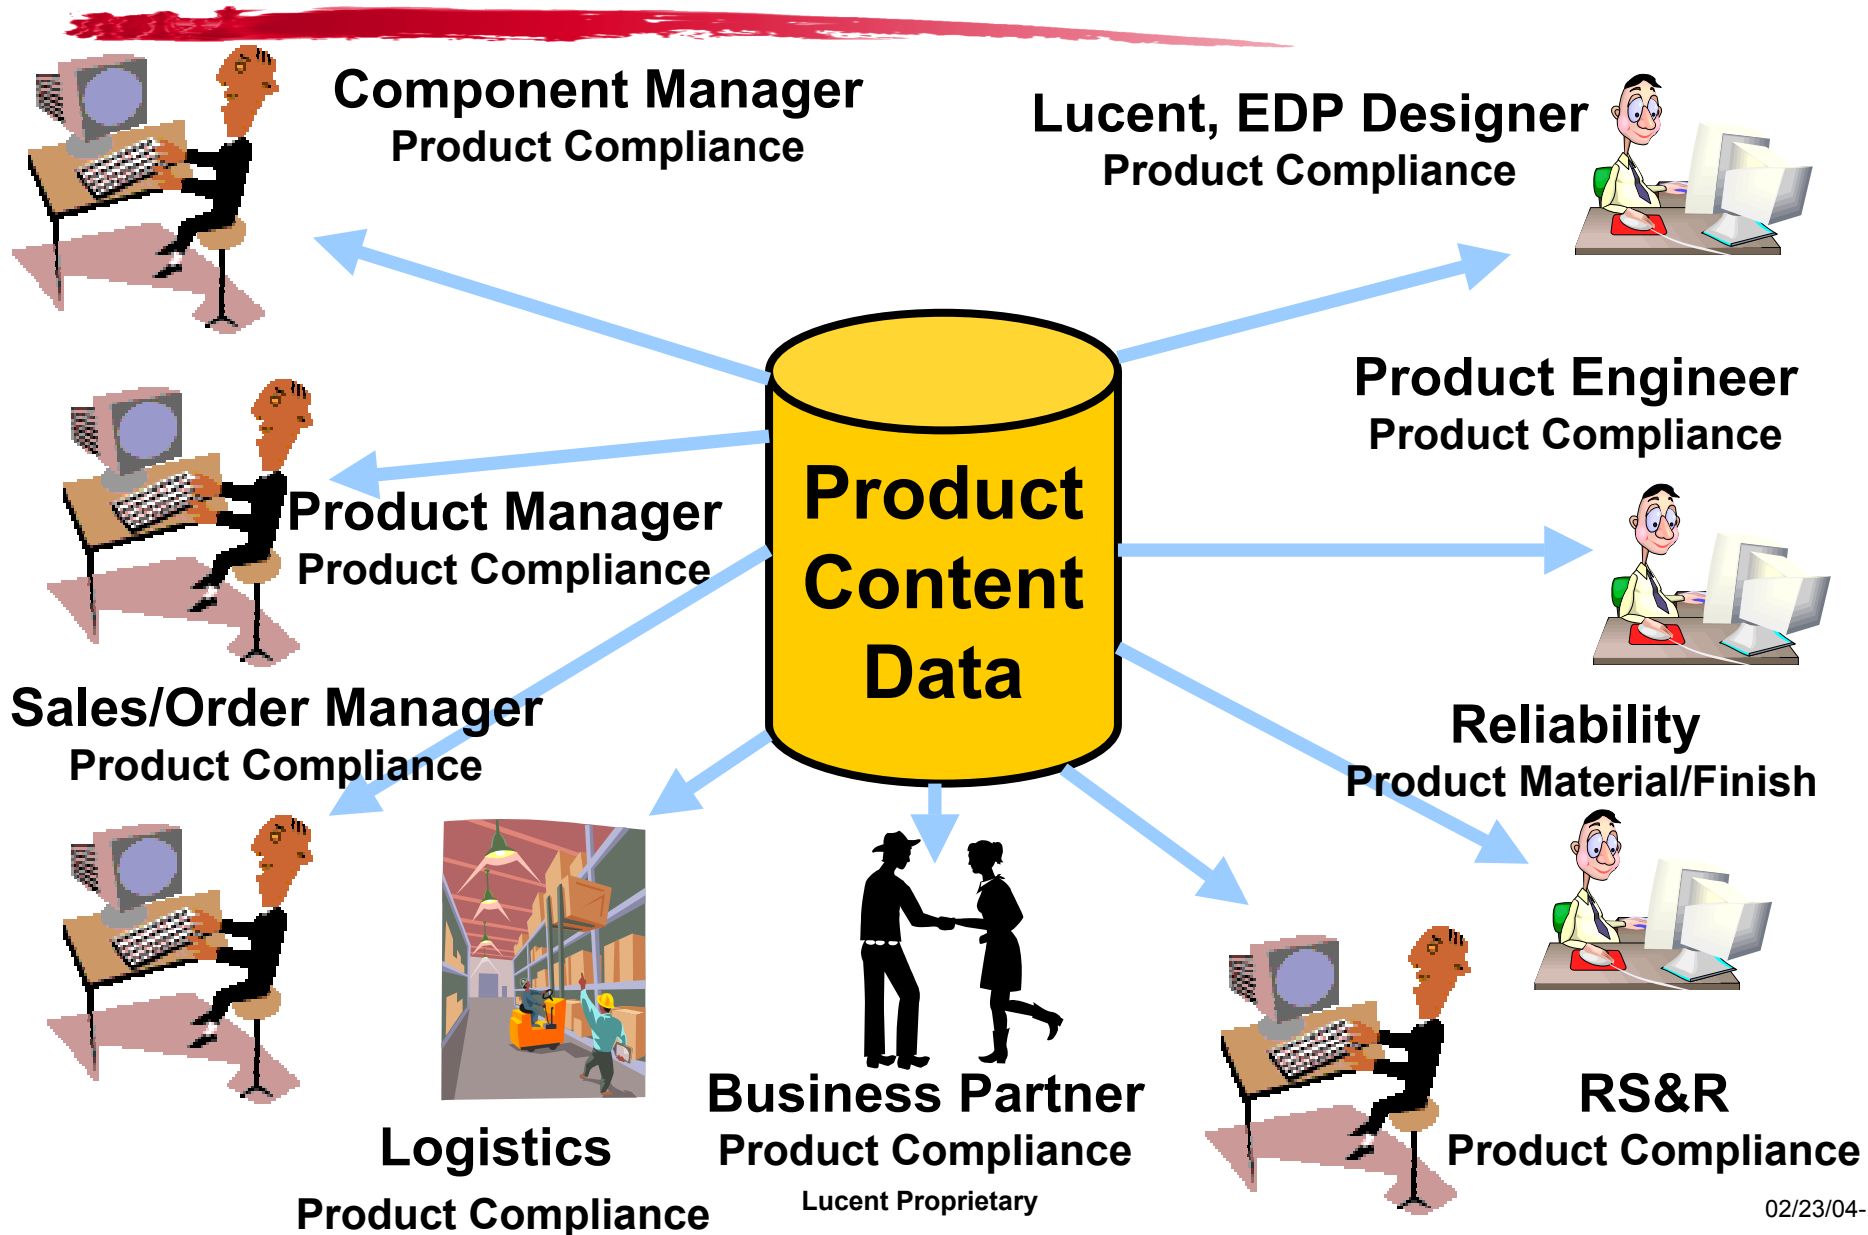 Component Manager
Product Compliance
Lucent, EDP Designer
Product Compliance
Product Engineer
Product Compliance
Product Manager
Product Compliance
Product
Content
Data
Sales/Order Manager
Product Compliance
Reliability
Product Material/Finish
Logistics
Product Compliance
Business Partner
Product Compliance
Lucent Proprietary
RS&R
Product Compliance
02/23/04-